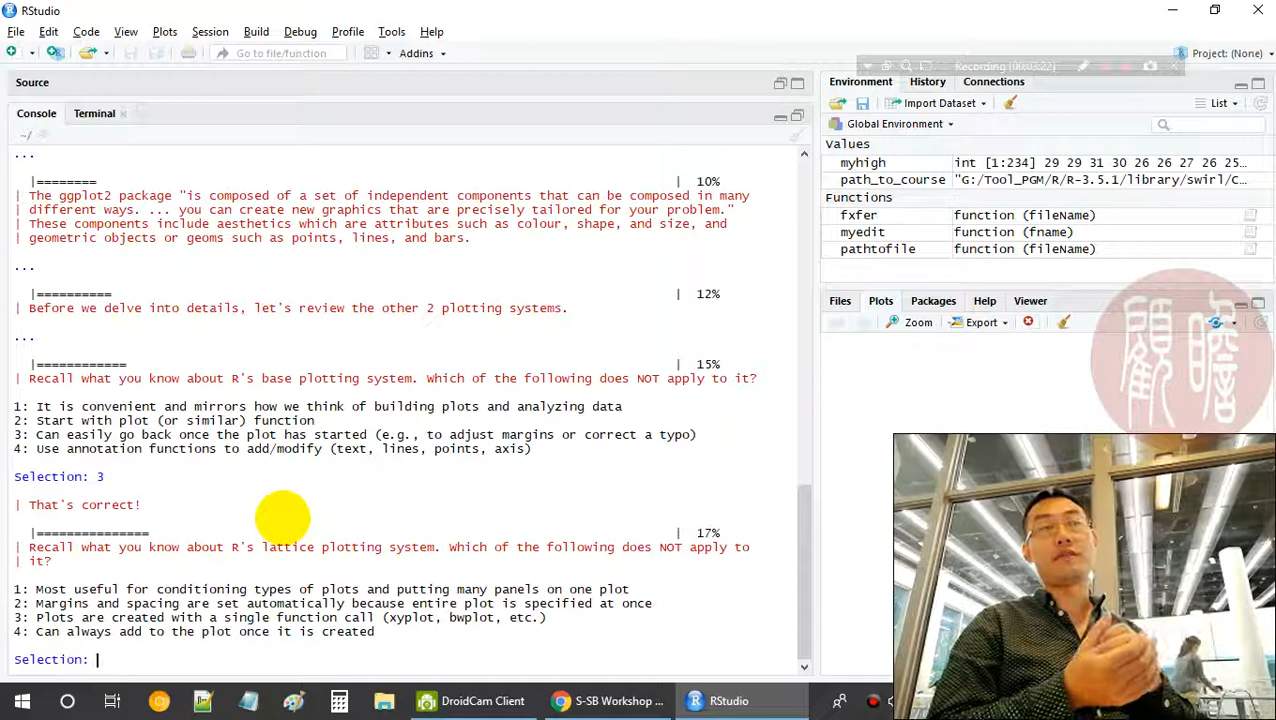 RStudio
File Edit Code View Plots Session Build Debug Profile Tools Help
Go to file/function Addins Project: (None)
Recording [00:03:22]
Source
Console Terminal
~/
...
|======== | 10%
| The ggplot2 package "is composed of a set of independent components that can be composed in many
| different ways. ... you can create new graphics that are precisely tailored for your problem."
| These components include aesthetics which are attributes such as colour, shape, and size, and
| geometric objects or geoms such as points, lines, and bars.
...
|========== | 12%
| Before we delve into details, let's review the other 2 plotting systems.
...
|============ | 15%
| Recall what you know about R's base plotting system. Which of the following does NOT apply to it?
1: It is convenient and mirrors how we think of building plots and analyzing data
2: Start with plot (or similar) function
3: Can easily go back once the plot has started (e.g., to adjust margins or correct a typo)
4: Use annotation functions to add/modify (text, lines, points, axis)
Selection: 3
| That's correct!
|=============== | 17%
| Recall what you know about R's lattice plotting system. Which of the following does NOT apply to
| it?
1: Most useful for conditioning types of plots and putting many panels on one plot
2: Margins and spacing are set automatically because entire plot is specified at once
3: Plots are created with a single function call (xyplot, bwplot, etc.)
4: Can always add to the plot once it is created
Selection:
Environment History Connections
Import Dataset List
Global Environment
Values
myhigh int [1:234] 29 29 31 30 26 26 27 26 25...
path_to_course "G:/Tool_PGM/R/R-3.5.1/library/swirl/C...
Functions
fxfer function (fileName)
myedit function (fname)
pathtofile function (fileName)
Files Plots Packages Help Viewer
Zoom Export
DroidCam Client S-SB Workshop ... RStudio